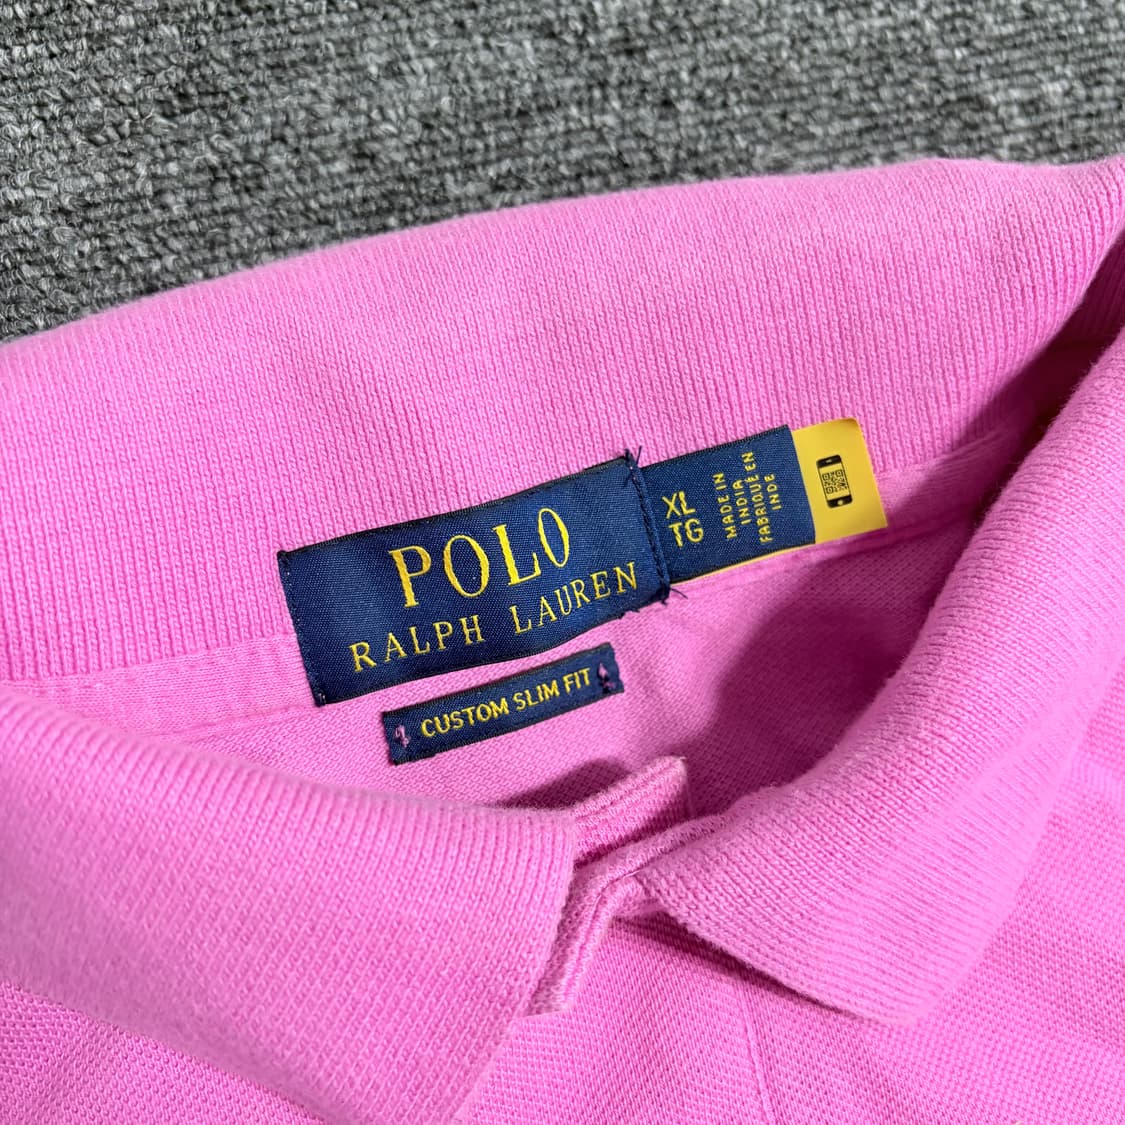 POLO
RALPH LAUREN
XL
TG
MADE IN
INDIA
FABRIQUÉ EN
INDE
CUSTOM SLIM FIT